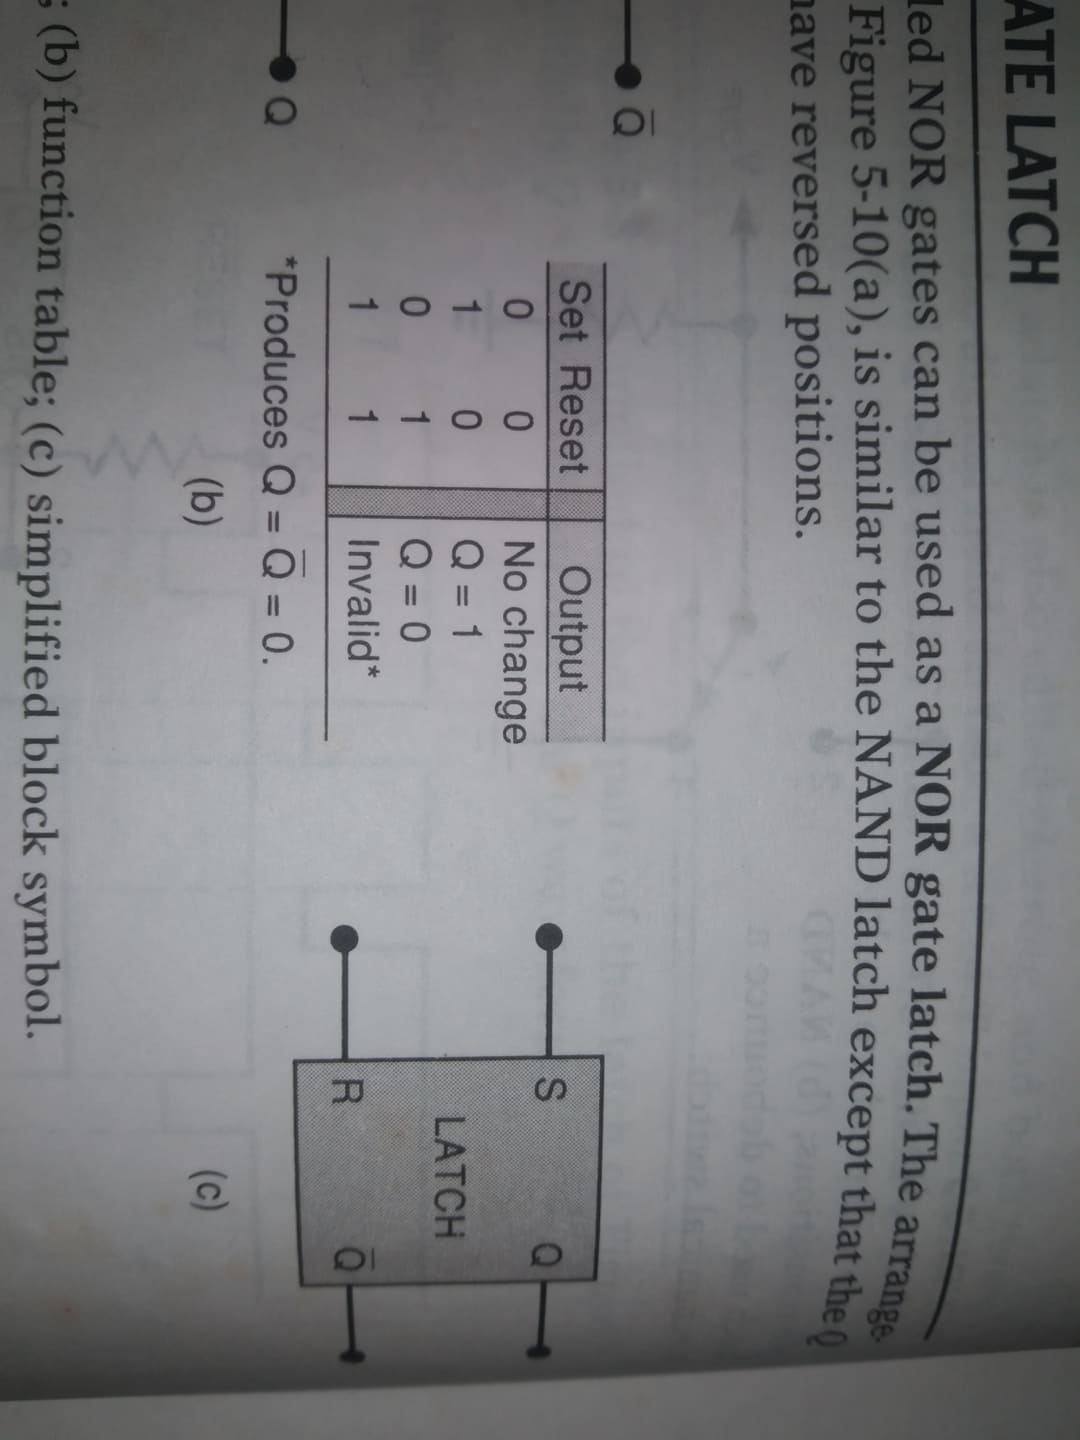 ATE LATCH
led NOR gates can be used as a NOR gate latch. The arrange-
Figure 5-10(a), is similar to the NAND latch except that the Q
have reversed positions.
Q̅
Q
Set Reset Output
0 0 No change
1 0 Q = 1
0 1 Q = 0
1 1 Invalid*
*Produces Q = Q̅ = 0.
(b)
S Q
LATCH
R Q̅
(c)
; (b) function table; (c) simplified block symbol.